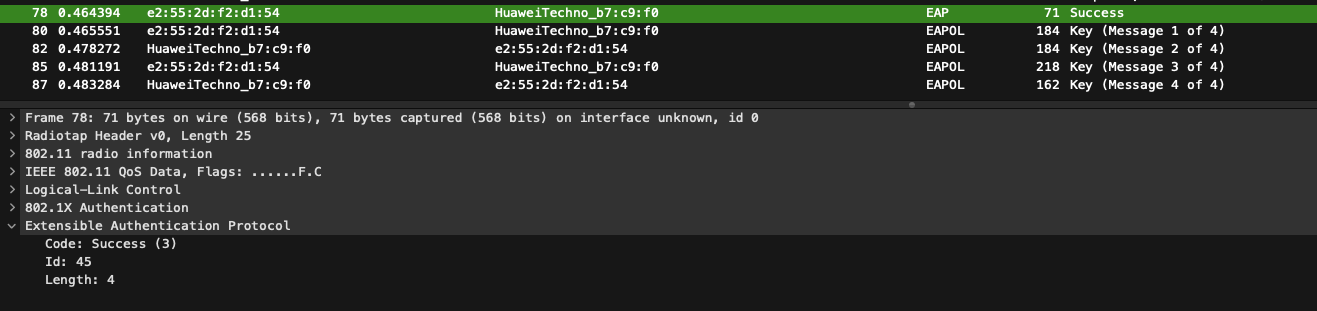 78 0.464394 e2:55:2d:f2:d1:54 HuaweiTechno_b7:c9:f0 EAP 71 Success
80 0.465551 e2:55:2d:f2:d1:54 HuaweiTechno_b7:c9:f0 EAPOL 184 Key (Message 1 of 4)
82 0.478272 HuaweiTechno_b7:c9:f0 e2:55:2d:f2:d1:54 EAPOL 184 Key (Message 2 of 4)
85 0.481191 e2:55:2d:f2:d1:54 HuaweiTechno_b7:c9:f0 EAPOL 218 Key (Message 3 of 4)
87 0.483284 HuaweiTechno_b7:c9:f0 e2:55:2d:f2:d1:54 EAPOL 162 Key (Message 4 of 4)
Frame 78: 71 bytes on wire (568 bits), 71 bytes captured (568 bits) on interface unknown, id 0
Radiotap Header v0, Length 25
802.11 radio information
IEEE 802.11 QoS Data, Flags: ......F.C
Logical-Link Control
802.1X Authentication
Extensible Authentication Protocol
Code: Success (3)
Id: 45
Length: 4